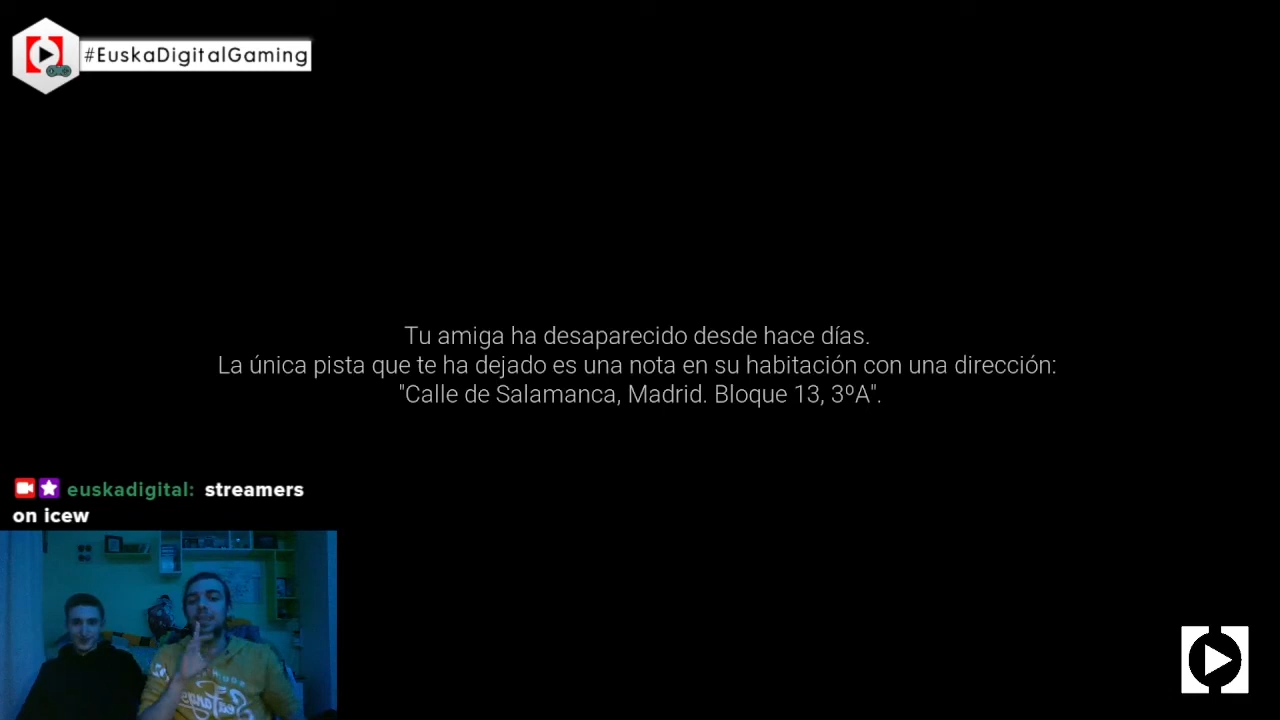 #EuskaDigitalGaming
Tu amiga ha desaparecido desde hace días.
La única pista que te ha dejado es una nota en su habitación con una dirección:
"Calle de Salamanca, Madrid. Bloque 13, 3ºA".
euskadigital: streamers
on icew